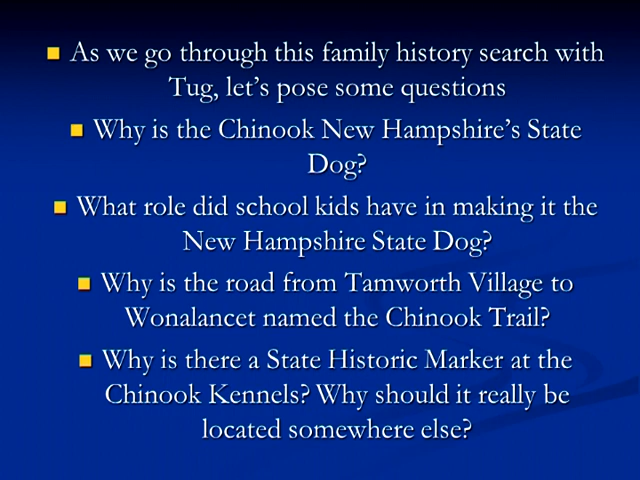 As we go through this family history search with
Tug, let’s pose some questions
Why is the Chinook New Hampshire’s State
Dog?
What role did school kids have in making it the
New Hampshire State Dog?
Why is the road from Tamworth Village to
Wonalancet named the Chinook Trail?
Why is there a State Historic Marker at the
Chinook Kennels? Why should it really be
located somewhere else?